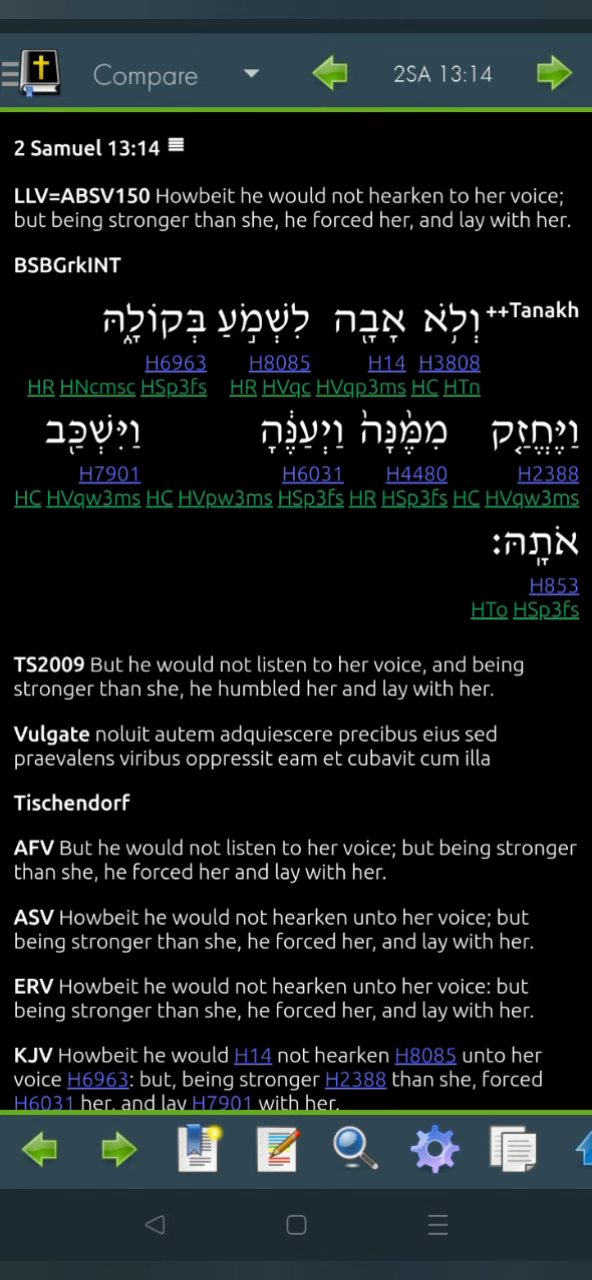 Compare
2SA 13:14
2 Samuel 13:14
LLV=ABSV150 Howbeit he would not hearken to her voice;
but being stronger than she, he forced her, and lay with her.
BSBGrkINT
++Tanakh וְלֹ֥א אָבָ֖ה לִשְׁמֹ֣עַ בְּקוֹלָ֑הּ
H6963 H8085 H14 H3808
HR HNcmsc HSp3fs HR HVqc HVqp3ms HC HTn
וַיֶּחֱזַ֤ק מִמֶּ֙נָּה֙ וַיְעַנֶּ֔הָ וַיִּשְׁכַּ֖ב
H7901 H6031 H4480 H2388
HC HVqw3ms HC HVpw3ms HSp3fs HR HSp3fs HC HVqw3ms
אֹתָֽהּ׃
H853
HTo HSp3fs
TS2009 But he would not listen to her voice, and being
stronger than she, he humbled her and lay with her.
Vulgate noluit autem adquiescere precibus eius sed
praevalens viribus oppressit eam et cubavit cum illa
Tischendorf
AFV But he would not listen to her voice; but being stronger
than she, he forced her and lay with her.
ASV Howbeit he would not hearken unto her voice; but
being stronger than she, he forced her, and lay with her.
ERV Howbeit he would not hearken unto her voice: but
being stronger than she, he forced her, and lay with her.
KJV Howbeit he would H14 not hearken H8085 unto her
voice H6963: but, being stronger H2388 than she, forced
H6031 her, and lay H7901 with her.